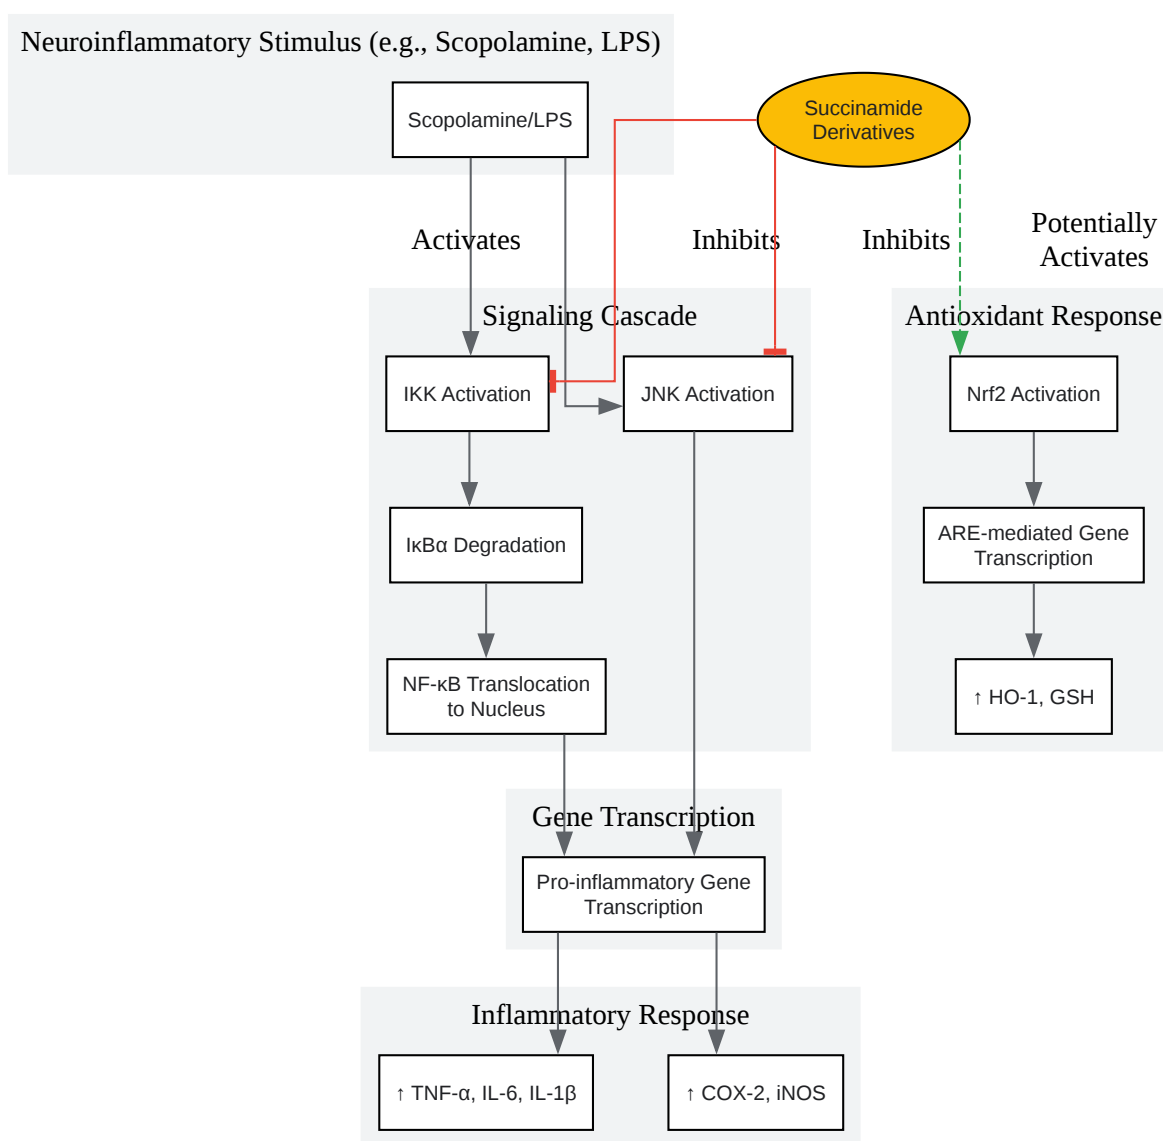 Neuroinflammatory Stimulus (e.g., Scopolamine, LPS)
Scopolamine/LPS
Succinamide
Derivatives
Activates
Inhibits
Inhibits
Potentially
Activates
Signaling Cascade
Antioxidant Response
IKK Activation
JNK Activation
Nrf2 Activation
IκBα Degradation
ARE-mediated Gene
Transcription
NF-κB Translocation
to Nucleus
↑ HO-1, GSH
Gene Transcription
Pro-inflammatory Gene
Transcription
Inflammatory Response
↑ TNF-α, IL-6, IL-1β
↑ COX-2, iNOS